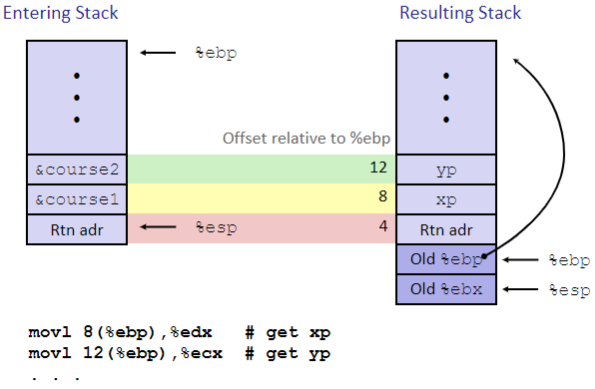 Entering Stack
Resulting Stack
%ebp
Offset relative to %ebp
&course2 12 yp
&course1 8 xp
Rtn adr %esp 4 Rtn adr
Old %ebp %ebp
Old %ebx %esp
movl 8(%ebp),%edx # get xp
movl 12(%ebp),%ecx # get yp